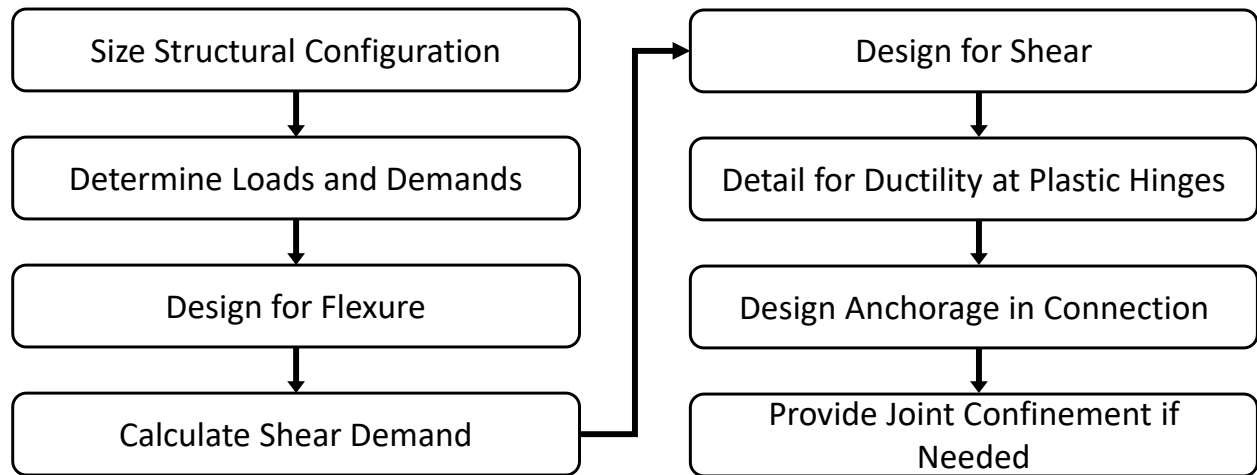 Size Structural Configuration
Determine Loads and Demands
Design for Flexure
Calculate Shear Demand
Design for Shear
Detail for Ductility at Plastic Hinges
Design Anchorage in Connection
Provide Joint Confinement if
Needed